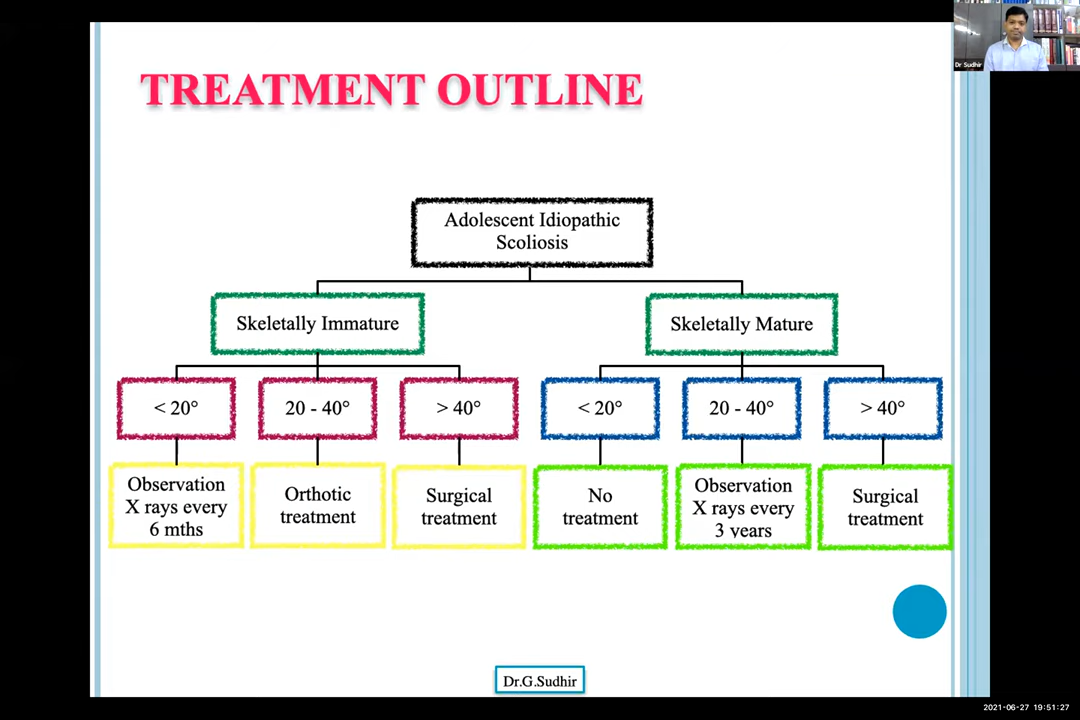 Dr Sudhir
TREATMENT OUTLINE
Adolescent Idiopathic
Scoliosis
Skeletally Immature
Skeletally Mature
< 20°
20 - 40°
> 40°
< 20°
20 - 40°
> 40°
Observation
X rays every
6 mths
Orthotic
treatment
Surgical
treatment
No
treatment
Observation
X rays every
3 years
Surgical
treatment
Dr.G.Sudhir
2021-06-27 19:51:27